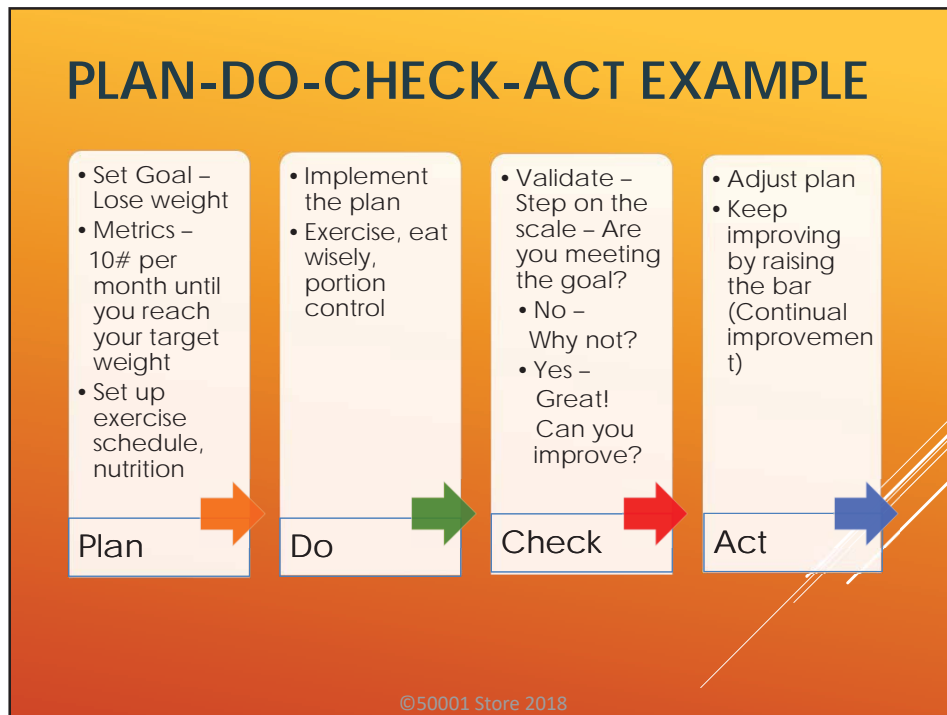 PLAN-DO-CHECK-ACT EXAMPLE
• Set Goal –
Lose weight
• Metrics –
10# per
month until
you reach
your target
weight
• Set up
exercise
schedule,
nutrition
Plan
• Implement
the plan
• Exercise, eat
wisely,
portion
control
Do
• Validate –
Step on the
scale – Are
you meeting
the goal?
• No –
Why not?
• Yes –
Great!
Can you
improve?
Check
• Adjust plan
• Keep
improving
by raising
the bar
(Continual
improvemen
t)
Act
©50001 Store 2018